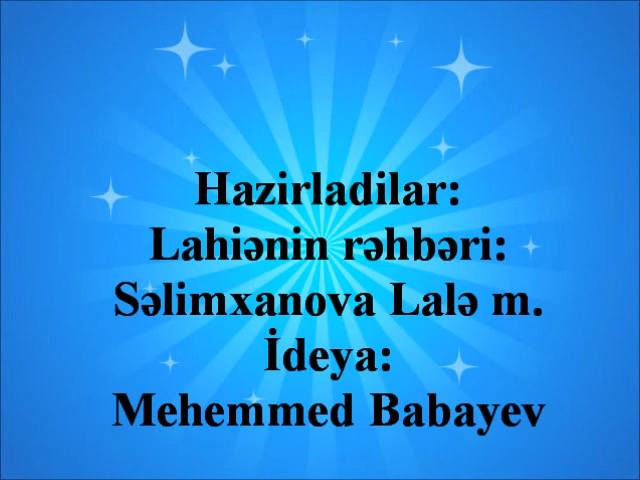 Hazirladilar:
Lahiənin rəhbəri:
Səlimxanova Lalə m.
İdeya:
Mehemmed Babayev